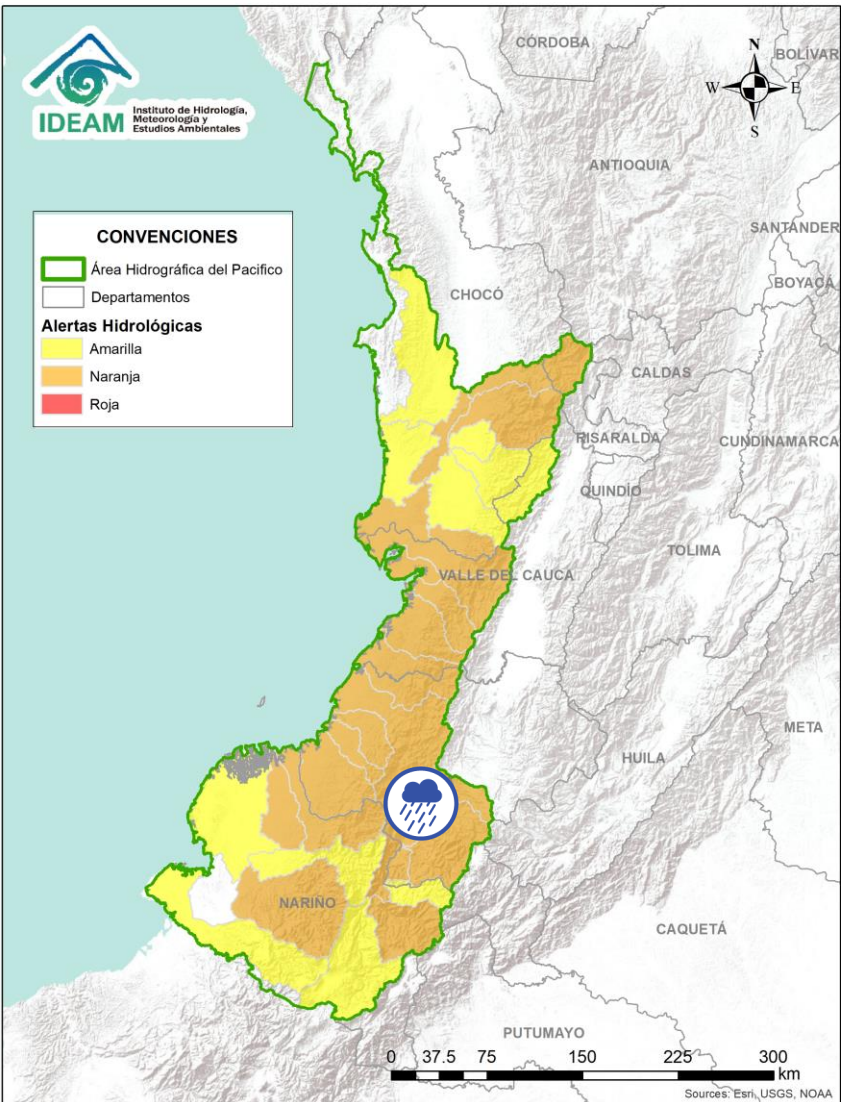 IDEAM
Instituto de Hidrología,
Meteorología y
Estudios Ambientales
CÓRDOBA
BOLÍVAR
N
W
E
S
ANTIOQUIA
SANTANDER
BOYACÁ
CONVENCIONES
Área Hidrográfica del Pacifico
Departamentos
Alertas Hidrológicas
Amarilla
Naranja
Roja
CHOCÓ
CALDAS
RISARALDA
CUNDINAMARCA
QUINDÍO
TOLIMA
VALLE DEL CAUCA
META
HUILA
NARIÑO
CAQUETÁ
PUTUMAYO
0 37.5 75 150 225 300
km
Sources: Esri, USGS, NOAA